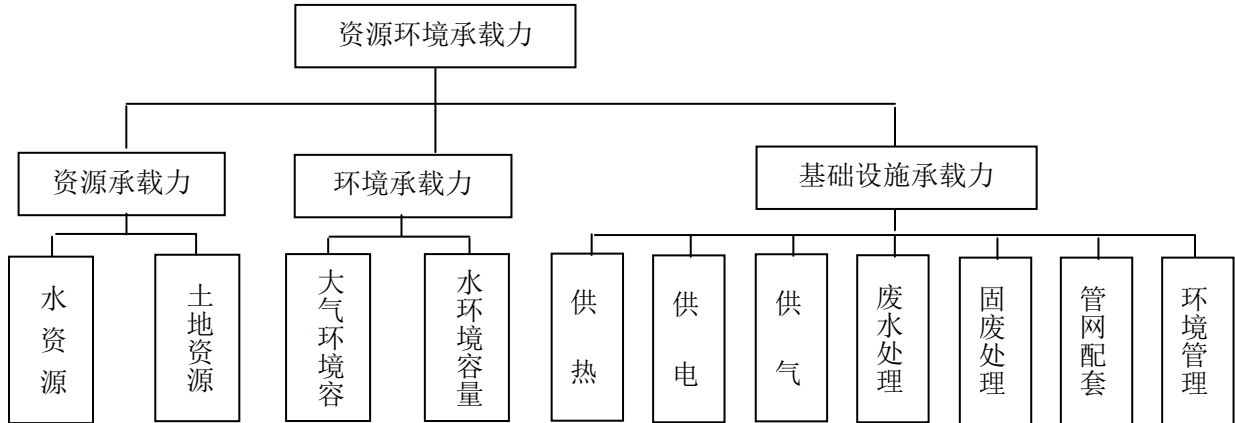 资源环境承载力
资源承载力
环境承载力
基础设施承载力
水资源
土地资源
大气环境容
水环境容量
供热
供电
供气
废水处理
固废处理
管网配套
环境管理